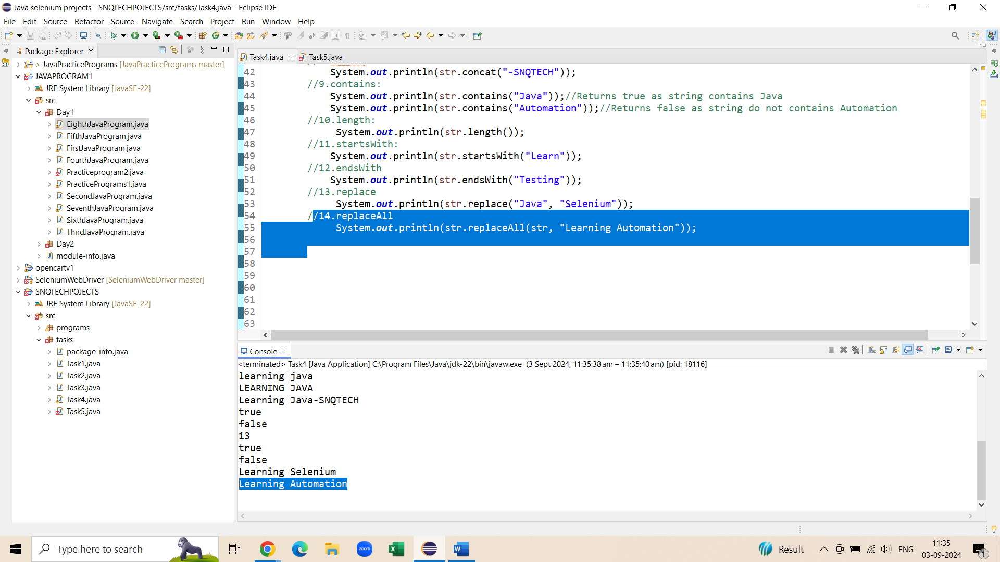 Java selenium projects - SNQTECHPOJECTS/src/tasks/Task4.java - Eclipse IDE
File Edit Source Refactor Source Navigate Search Project Run Window Help
Package Explorer
> JavaPracticePrograms [JavaPracticePrograms master]
JAVAPROGRAM1
JRE System Library [JavaSE-22]
src
Day1
EighthJavaProgram.java
FifthJavaProgram.java
FirstJavaProgram.java
FourthJavaProgram.java
Practiceprogram2.java
PracticePrograms1.java
SecondJavaProgram.java
SeventhJavaProgram.java
SixthJavaProgram.java
ThirdJavaProgram.java
Day2
module-info.java
opencartv1
SeleniumWebDriver [SeleniumWebDriver master]
SNQTECHPOJECTS
JRE System Library [JavaSE-22]
src
programs
tasks
package-info.java
Task1.java
Task2.java
Task3.java
Task4.java
Task5.java
Task4.java Task5.java
42 System.out.println(str.concat("-SNQTECH"));
43 //9.contains:
44 System.out.println(str.contains("Java"));//Returns true as string contains Java
45 System.out.println(str.contains("Automation"));//Returns false as string do not contains Automation
46 //10.length:
47 System.out.println(str.length());
48 //11.startsWith:
49 System.out.println(str.startsWith("Learn"));
50 //12.endsWith
51 System.out.println(str.endsWith("Testing"));
52 //13.replace
53 System.out.println(str.replace("Java", "Selenium"));
54 //14.replaceAll
55 System.out.println(str.replaceAll(str, "Learning Automation"));
56
57
58
59
60
61
62
63
Console
<terminated> Task4 [Java Application] C:\Program Files\Java\jdk-22\bin\javaw.exe (3 Sept 2024, 11:35:38 am – 11:35:40 am) [pid: 18116]
learning java
LEARNING JAVA
Learning Java-SNQTECH
true
false
13
true
false
Learning Selenium
Learning Automation
Type here to search
zoom
Result
ENG
11:35
03-09-2024
1